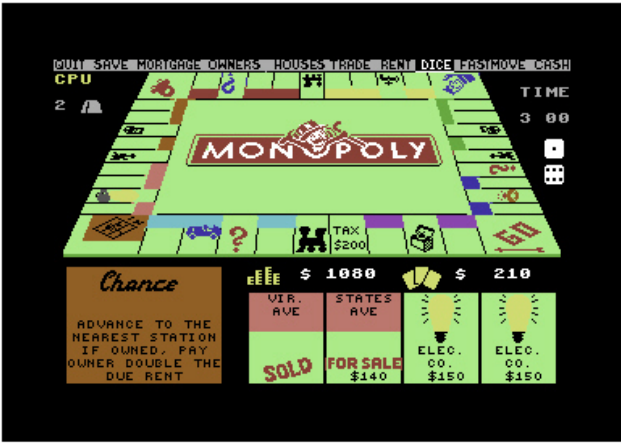 QUIT SAVE MORTGAGE OWNERS HOUSES TRADE RENT DICE FASTMOVE CASH
CPU
TIME
2
3 00
MONOPOLY
?
TAX
$200
GO
Chance
ADVANCE TO THE
NEAREST STATION
IF OWNED, PAY
OWNER DOUBLE THE
DUE RENT
$ 1080
$ 210
VIR.
AVE
SOLD
STATES
AVE
FOR SALE
$140
ELEC.
CO.
$150
ELEC.
CO.
$150